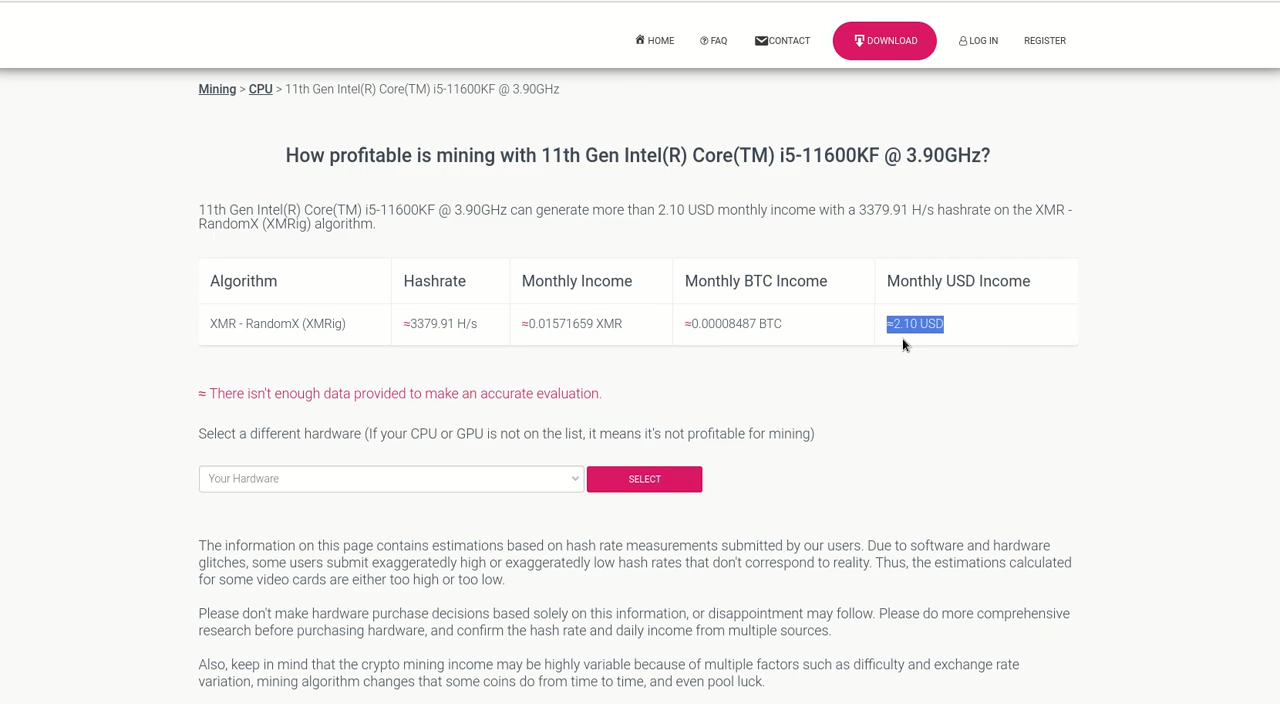 HOME FAQ CONTACT DOWNLOAD LOG IN REGISTER
Mining > CPU > 11th Gen Intel(R) Core(TM) i5-11600KF @ 3.90GHz
How profitable is mining with 11th Gen Intel(R) Core(TM) i5-11600KF @ 3.90GHz?
11th Gen Intel(R) Core(TM) i5-11600KF @ 3.90GHz can generate more than 2.10 USD monthly income with a 3379.91 H/s hashrate on the XMR -
RandomX (XMRig) algorithm.
Algorithm Hashrate Monthly Income Monthly BTC Income Monthly USD Income
XMR - RandomX (XMRig) ≈3379.91 H/s ≈0.01571659 XMR ≈0.00008487 BTC ≈2.10 USD
≈ There isn't enough data provided to make an accurate evaluation.
Select a different hardware (If your CPU or GPU is not on the list, it means it's not profitable for mining)
Your Hardware SELECT
The information on this page contains estimations based on hash rate measurements submitted by our users. Due to software and hardware
glitches, some users submit exaggeratedly high or exaggeratedly low hash rates that don't correspond to reality. Thus, the estimations calculated
for some video cards are either too high or too low.
Please don't make hardware purchase decisions based solely on this information, or disappointment may follow. Please do more comprehensive
research before purchasing hardware, and confirm the hash rate and daily income from multiple sources.
Also, keep in mind that the crypto mining income may be highly variable because of multiple factors such as difficulty and exchange rate
variation, mining algorithm changes that some coins do from time to time, and even pool luck.